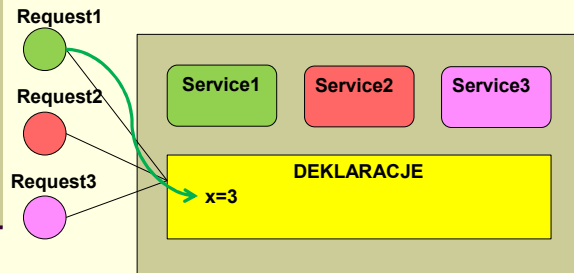 Request1
Request2
Request3
Service1
Service2
Service3
DEKLARACJE
x=3